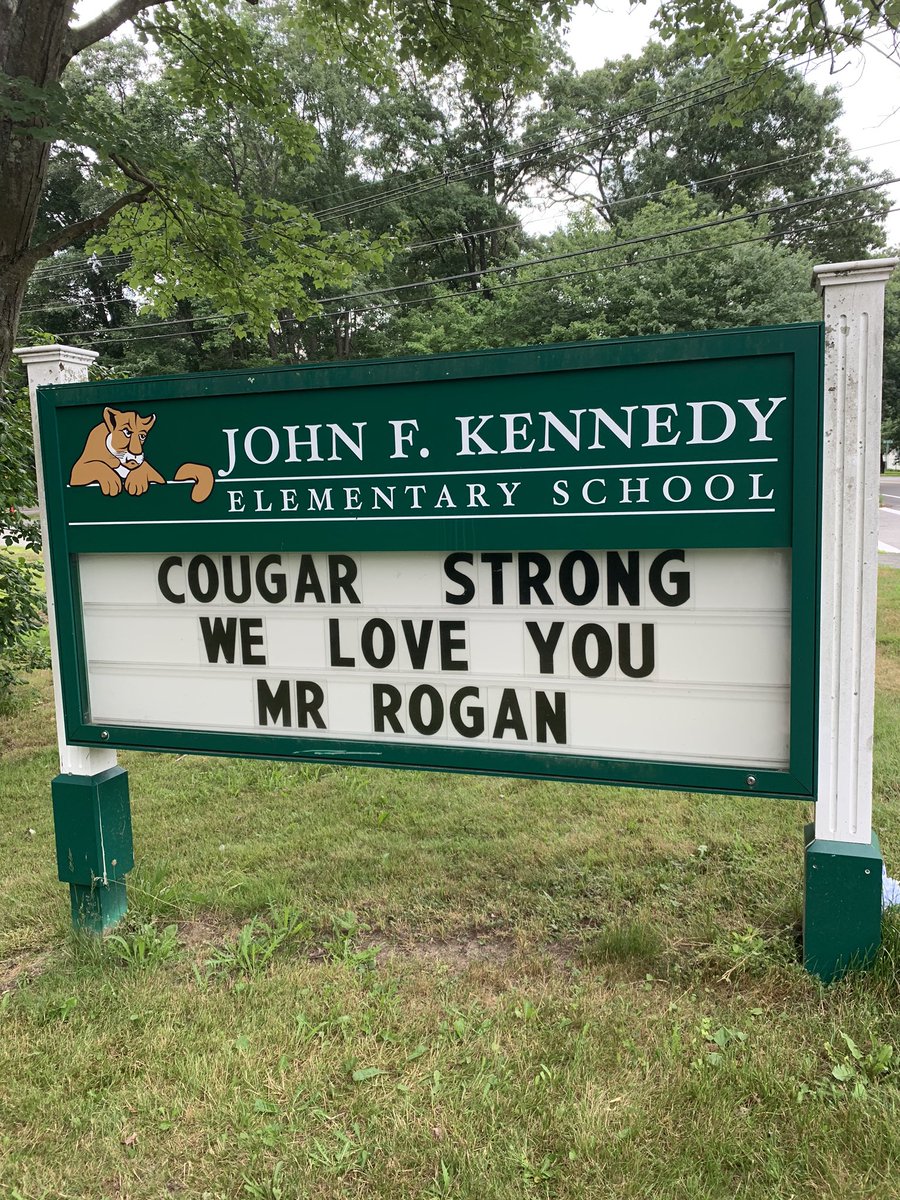 JOHN F. KENNEDY
ELEMENTARY SCHOOL
COUGAR STRONG
WE LOVE YOU
MR ROGAN